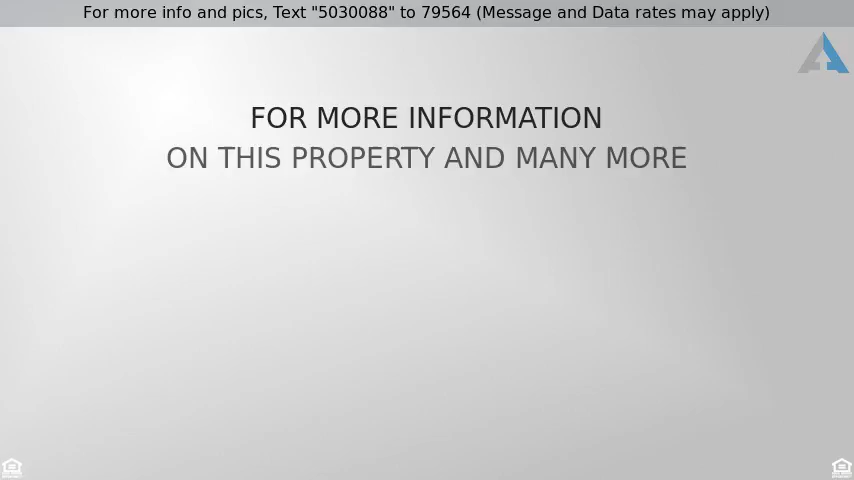 For more info and pics, Text "5030088" to 79564 (Message and Data rates may apply)
FOR MORE INFORMATION
ON THIS PROPERTY AND MANY MORE